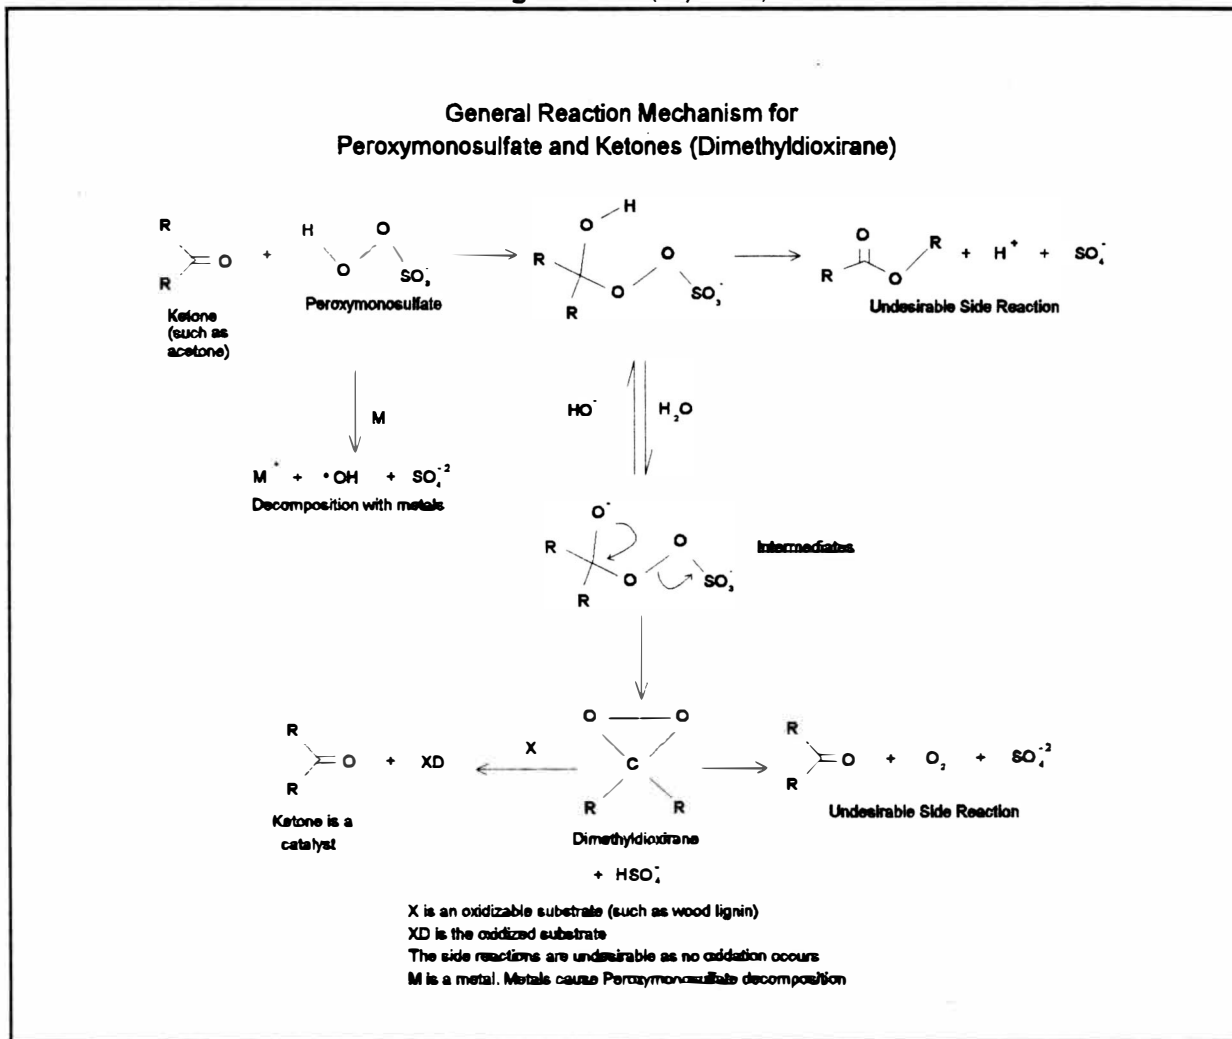 General Reaction Mechanism for
Peroxymonosulfate and Ketones (Dimethyldioxirane)
R
R
O
+
H
O
O
SO₃⁻
R
R
O
H
O
O
SO₃⁻
O
R
O
R
+ H⁺ + SO₄⁻
Ketone
(such as
acetone)
Peroxymonosulfate
Undesirable Side Reaction
M
HO⁻
H₂O
M* + •OH + SO₄⁻²
Decomposition with metals
O⁻
R
R
O
O
SO₃⁻
Intermediates
R
R
O + XD
X
O
O
C
R
R
R
R
O + O₂ + SO₄⁻²
Ketone is a
catalyst
Dimethyldioxirane
+ HSO₄⁻
Undesirable Side Reaction
X is an oxidizable substrate (such as wood lignin)
XD is the oxidized substrate
The side reactions are undesirable as no oxidation occurs
M is a metal. Metals cause Peroxymonosulfate decomposition